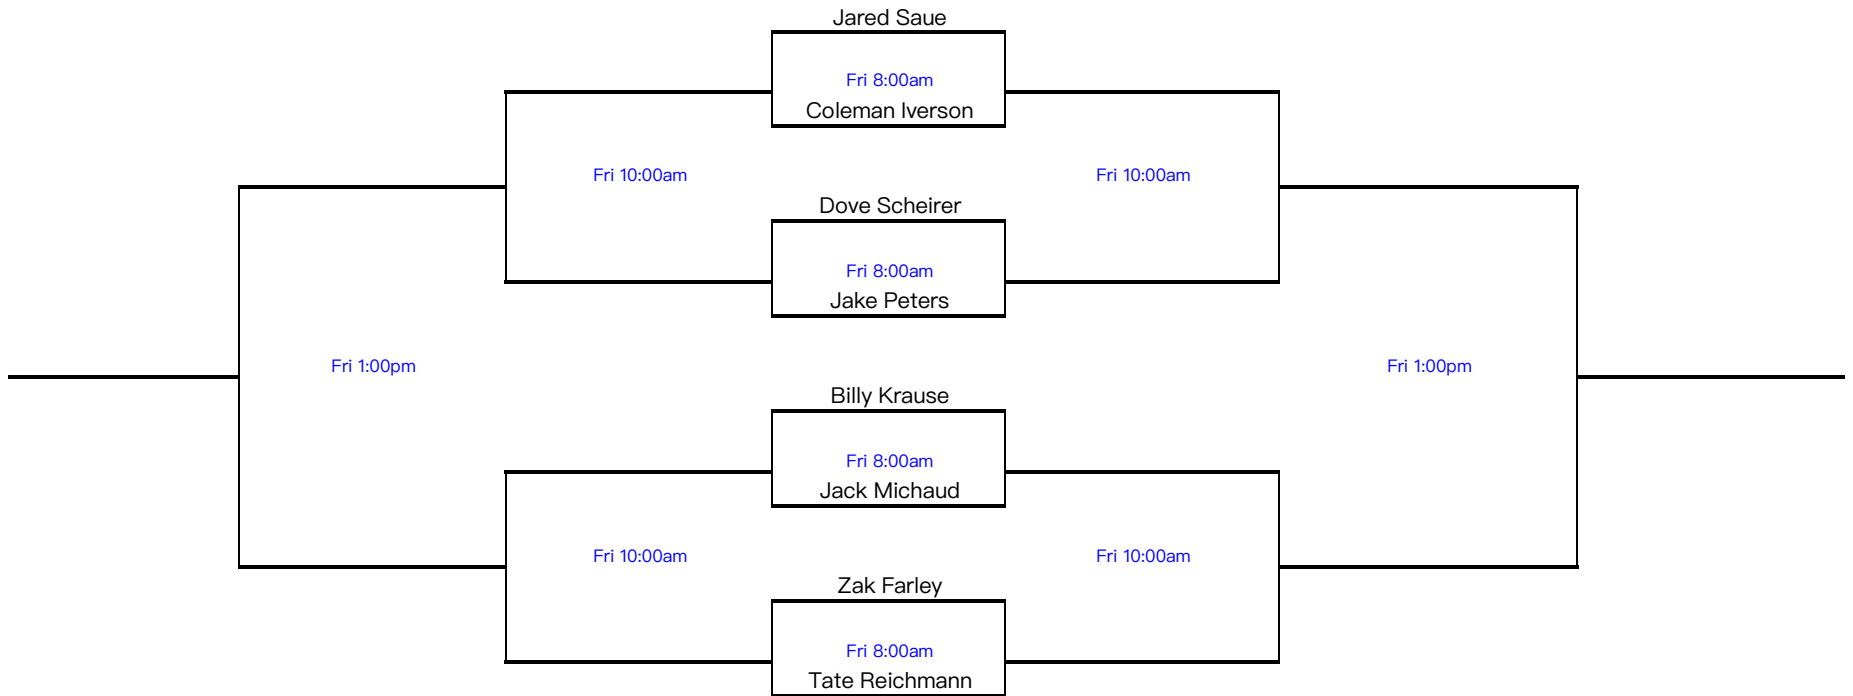 Jared Saue
Fri 8:00am
Coleman Iverson
Fri 10:00am
Fri 10:00am
Dove Scheirer
Fri 8:00am
Jake Peters
Fri 1:00pm
Fri 1:00pm
Billy Krause
Fri 8:00am
Jack Michaud
Fri 10:00am
Fri 10:00am
Zak Farley
Fri 8:00am
Tate Reichmann